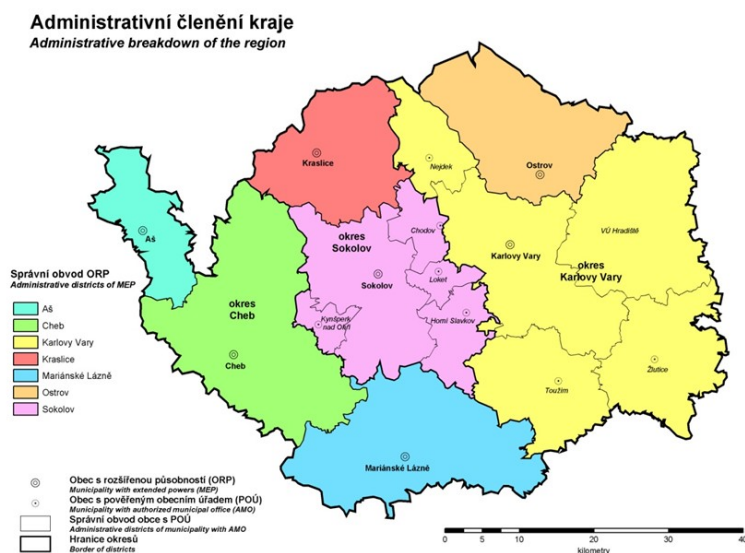 Administrativní členění kraje
Administrative breakdown of the region
Kraslice
Nejdek
Ostrov
Aš
okres
Sokolov
Chodov
Karlovy Vary
VÚ Hradiště
okres
Karlovy Vary
Sokolov
Loket
okres
Cheb
Kynšperk
nad Ohří
Horní Slavkov
Cheb
Toužim
Žlutice
Mariánské Lázně
Správní obvod ORP
Administrative districts of MEP
Aš
Cheb
Karlovy Vary
Kraslice
Mariánské Lázně
Ostrov
Sokolov
Obec s rozšířenou působností (ORP)
Municipality with extended powers (MEP)
Obec s pověřeným obecním úřadem (POÚ)
Municipality with authorized municipal office (AMO)
Správní obvod obce s POÚ
Administrative districts of municipality with AMO
Hranice okresů
Border of districts
0 10 20 30 40
kilometry